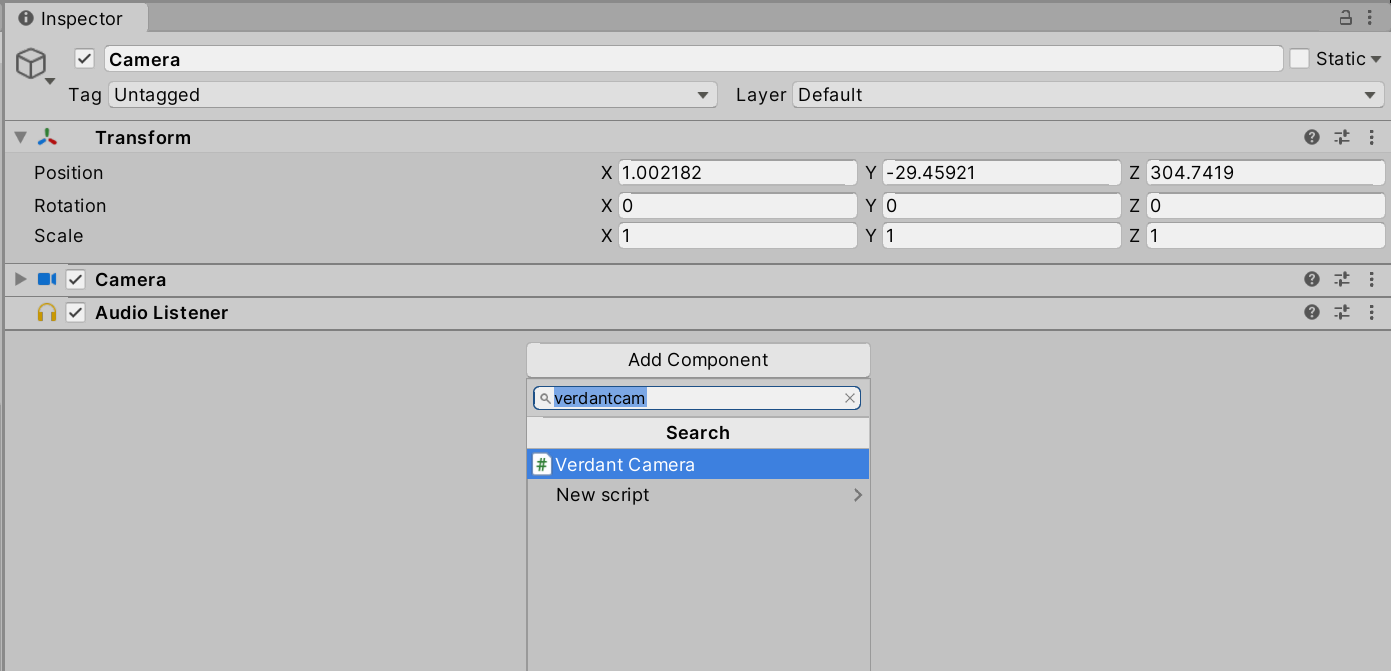 Inspector
Camera
Static
Tag Untagged Layer Default
Transform
Position X 1.002182 Y -29.45921 Z 304.7419
Rotation X 0 Y 0 Z 0
Scale X 1 Y 1 Z 1
Camera
Audio Listener
Add Component
verdantcam
Search
# Verdant Camera
New script